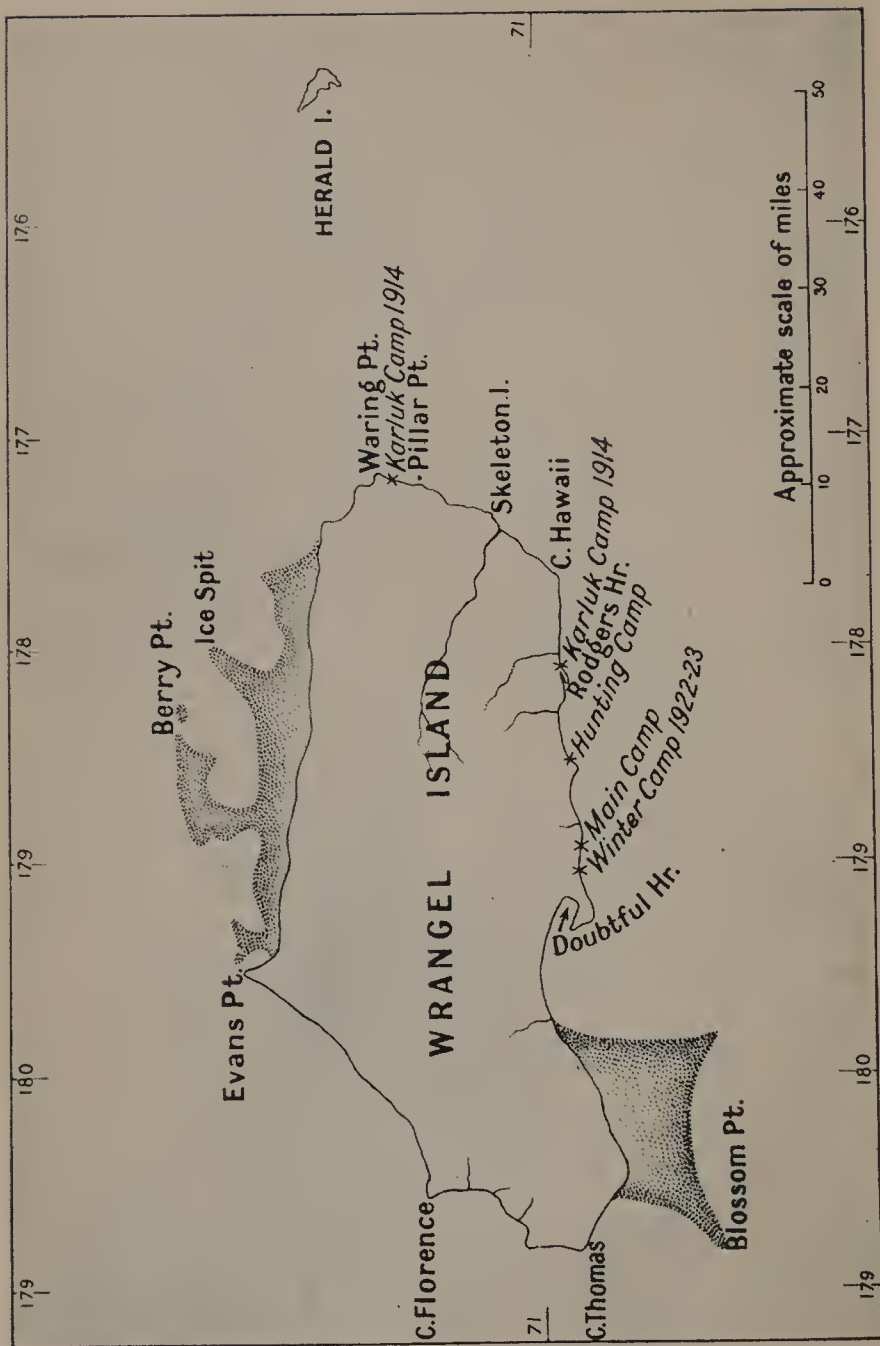 179
180
179
178
177
176
Berry Pt.
Ice Spit
Evans Pt.
HERALD I.
Waring Pt.
Karluk Camp 1914
Pillar Pt.
C. Florence
WRANGEL ISLAND
Skeleton. I.
71
71
C. Thomas
C. Hawaii
Karluk Camp 1914
Rodgers Hr.
Hunting Camp
Main Camp
Winter Camp 1922-23
Doubtful Hr.
Blossom Pt.
Approximate scale of miles
0 10 20 30 40 50
179
180
179
178
177
176